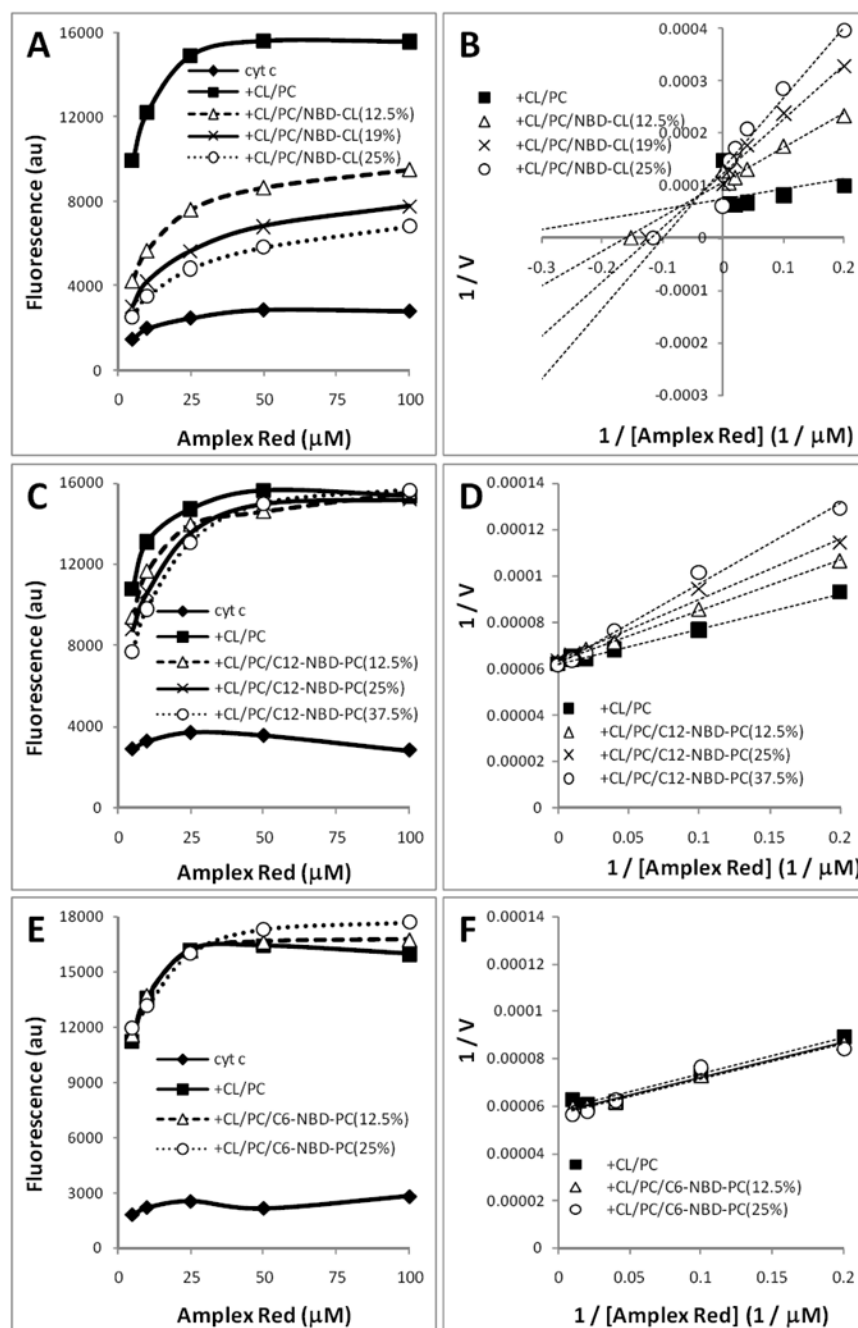 A
16000
12000
8000
4000
0
Fluorescence (au)
cyt c
+CL/PC
+CL/PC/NBD-CL(12.5%)
+CL/PC/NBD-CL(19%)
+CL/PC/NBD-CL(25%)
0 25 50 75 100
Amplex Red (μM)
B
+CL/PC
+CL/PC/NBD-CL(12.5%)
+CL/PC/NBD-CL(19%)
+CL/PC/NBD-CL(25%)
0.0004
0.0003
0.0002
0.0001
0
-0.0001
-0.0002
-0.0003
-0.3 -0.2 -0.1 0 0.1 0.2
1 / V
1 / [Amplex Red] (1 / μM)
C
16000
12000
8000
4000
0
Fluorescence (au)
cyt c
+CL/PC
+CL/PC/C12-NBD-PC(12.5%)
+CL/PC/C12-NBD-PC(25%)
+CL/PC/C12-NBD-PC(37.5%)
0 25 50 75 100
Amplex Red (μM)
D
0.00014
0.00012
0.0001
0.00008
0.00006
0.00004
0.00002
0
1 / V
+CL/PC
+CL/PC/C12-NBD-PC(12.5%)
+CL/PC/C12-NBD-PC(25%)
+CL/PC/C12-NBD-PC(37.5%)
0 0.05 0.1 0.15 0.2
1 / [Amplex Red] (1 / μM)
E
18000
15000
12000
9000
6000
3000
0
Fluorescence (au)
cyt c
+CL/PC
+CL/PC/C6-NBD-PC(12.5%)
+CL/PC/C6-NBD-PC(25%)
0 25 50 75 100
Amplex Red (μM)
F
0.00014
0.00012
0.0001
0.00008
0.00006
0.00004
0.00002
0
1 / V
+CL/PC
+CL/PC/C6-NBD-PC(12.5%)
+CL/PC/C6-NBD-PC(25%)
0 0.05 0.1 0.15 0.2
1 / [Amplex Red] (1 / μM)